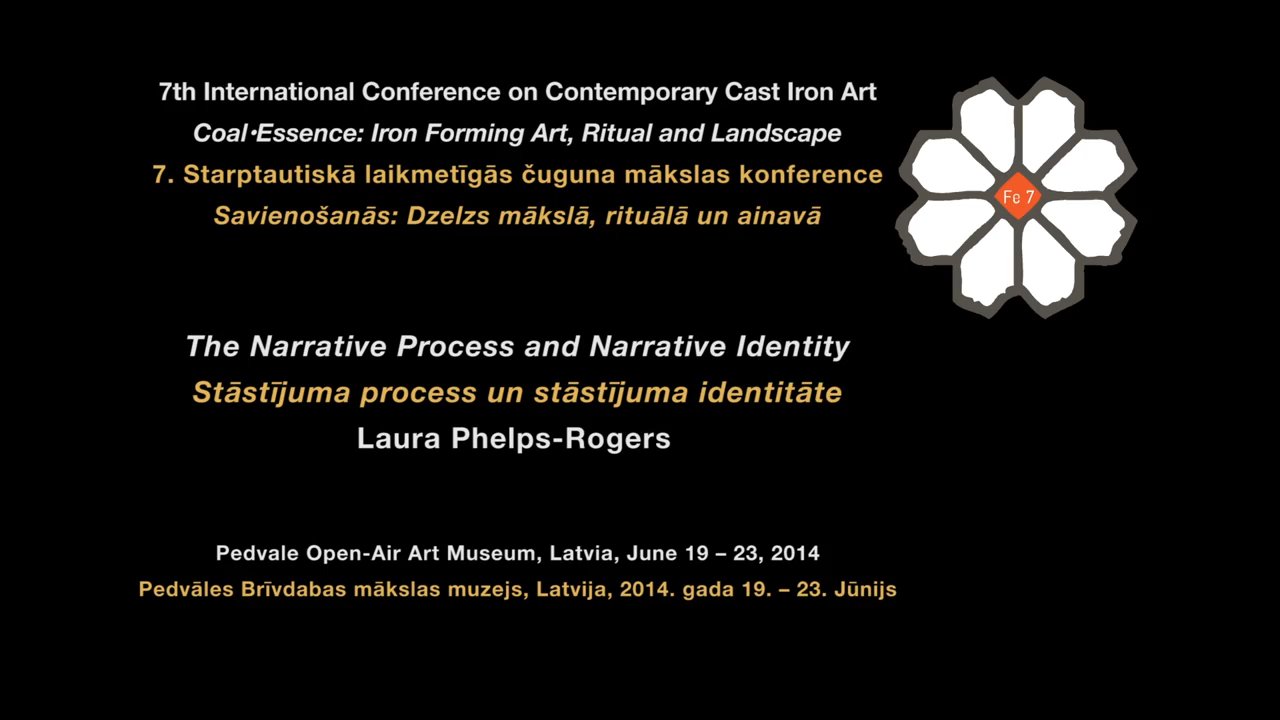 7th International Conference on Contemporary Cast Iron Art
Coal•Essence: Iron Forming Art, Ritual and Landscape
7. Starptautiskā laikmetīgās čuguna mākslas konference
Savienošanās: Dzelzs mākslā, rituālā un ainavā
Fe 7
The Narrative Process and Narrative Identity
Stāstījuma process un stāstījuma identitāte
Laura Phelps-Rogers
Pedvale Open-Air Art Museum, Latvia, June 19 – 23, 2014
Pedvāles Brīvdabas mākslas muzejs, Latvija, 2014. gada 19. – 23. Jūnijs